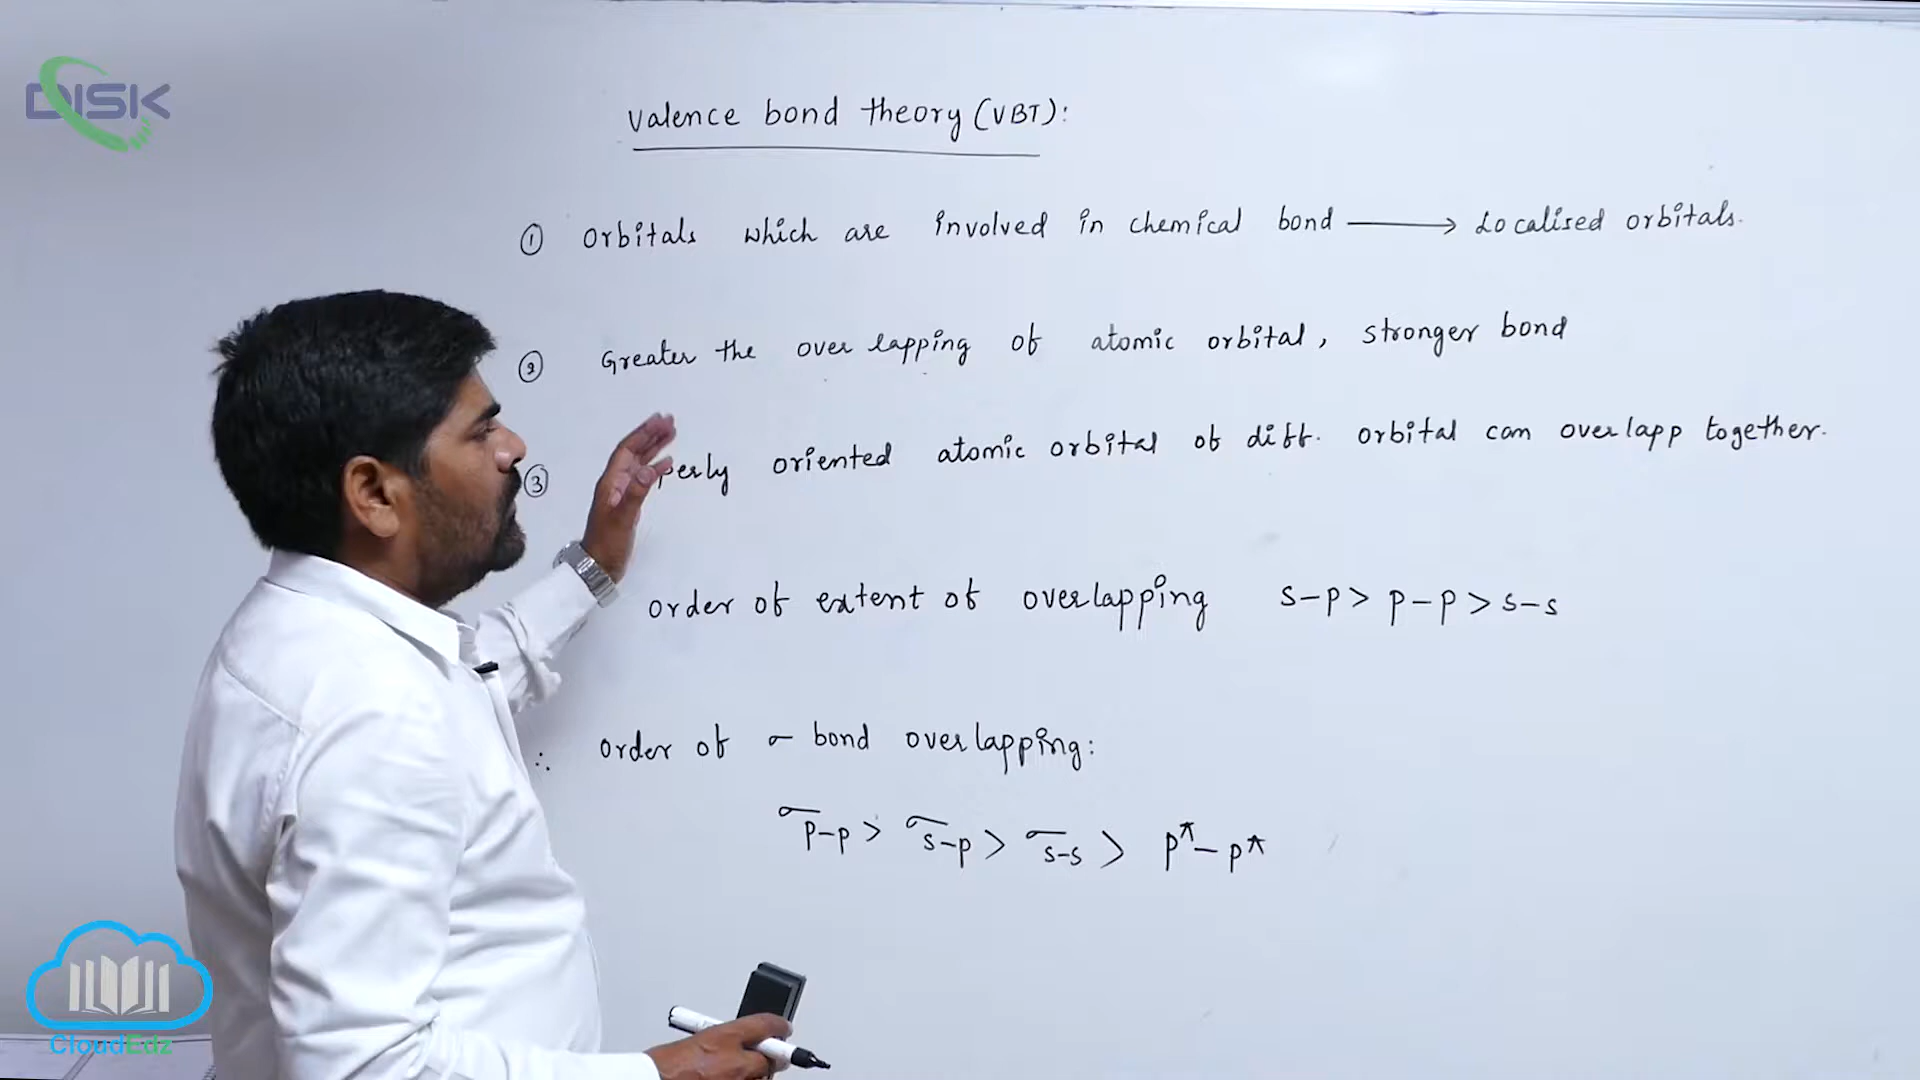 DISK
Valence bond theory (VBT):
① Orbitals which are involved in chemical bond ⟶ Localised orbitals.
② Greater the overlapping of atomic orbital, stronger bond
③ perly oriented atomic orbital of diff. orbital can overlapp together.
order of extent of overlapping s-p > p-p > s-s
∴ order of σ bond overlapping:
σp-p > σs-p > σs-s > pπ-pπ
CloudEdz